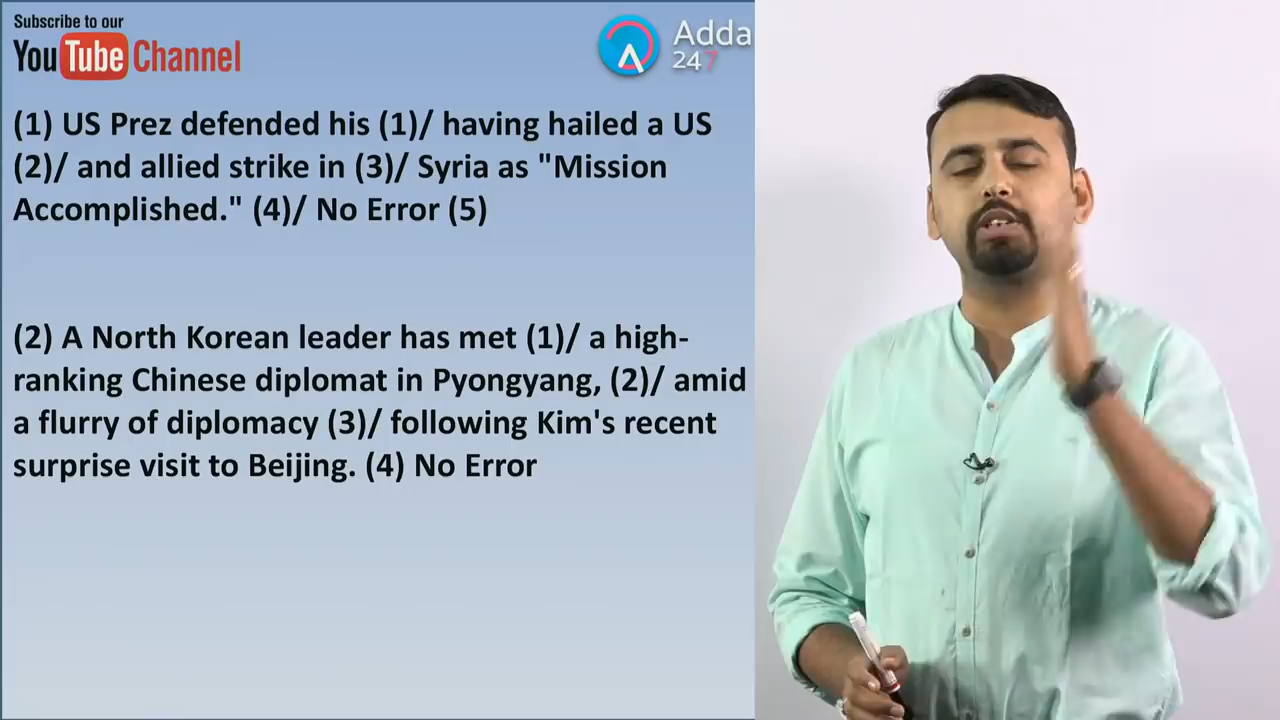 Subscribe to our
YouTube Channel
Adda
247
(1) US Prez defended his (1)/ having hailed a US
(2)/ and allied strike in (3)/ Syria as "Mission
Accomplished." (4)/ No Error (5)
(2) A North Korean leader has met (1)/ a high-
ranking Chinese diplomat in Pyongyang, (2)/ amid
a flurry of diplomacy (3)/ following Kim's recent
surprise visit to Beijing. (4) No Error